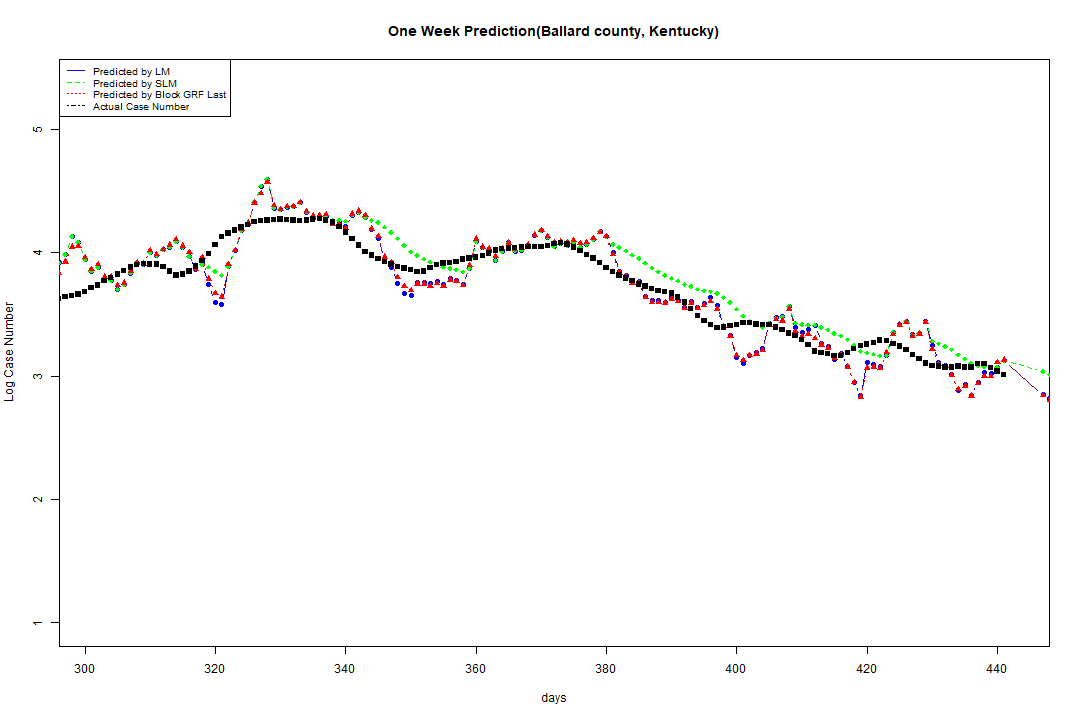 One Week Prediction(Ballard county, Kentucky)
Predicted by LM
Predicted by SLM
Predicted by Block GRF Last
Actual Case Number
Log Case Number
5
4
3
2
1
300 320 340 360 380 400 420 440
days